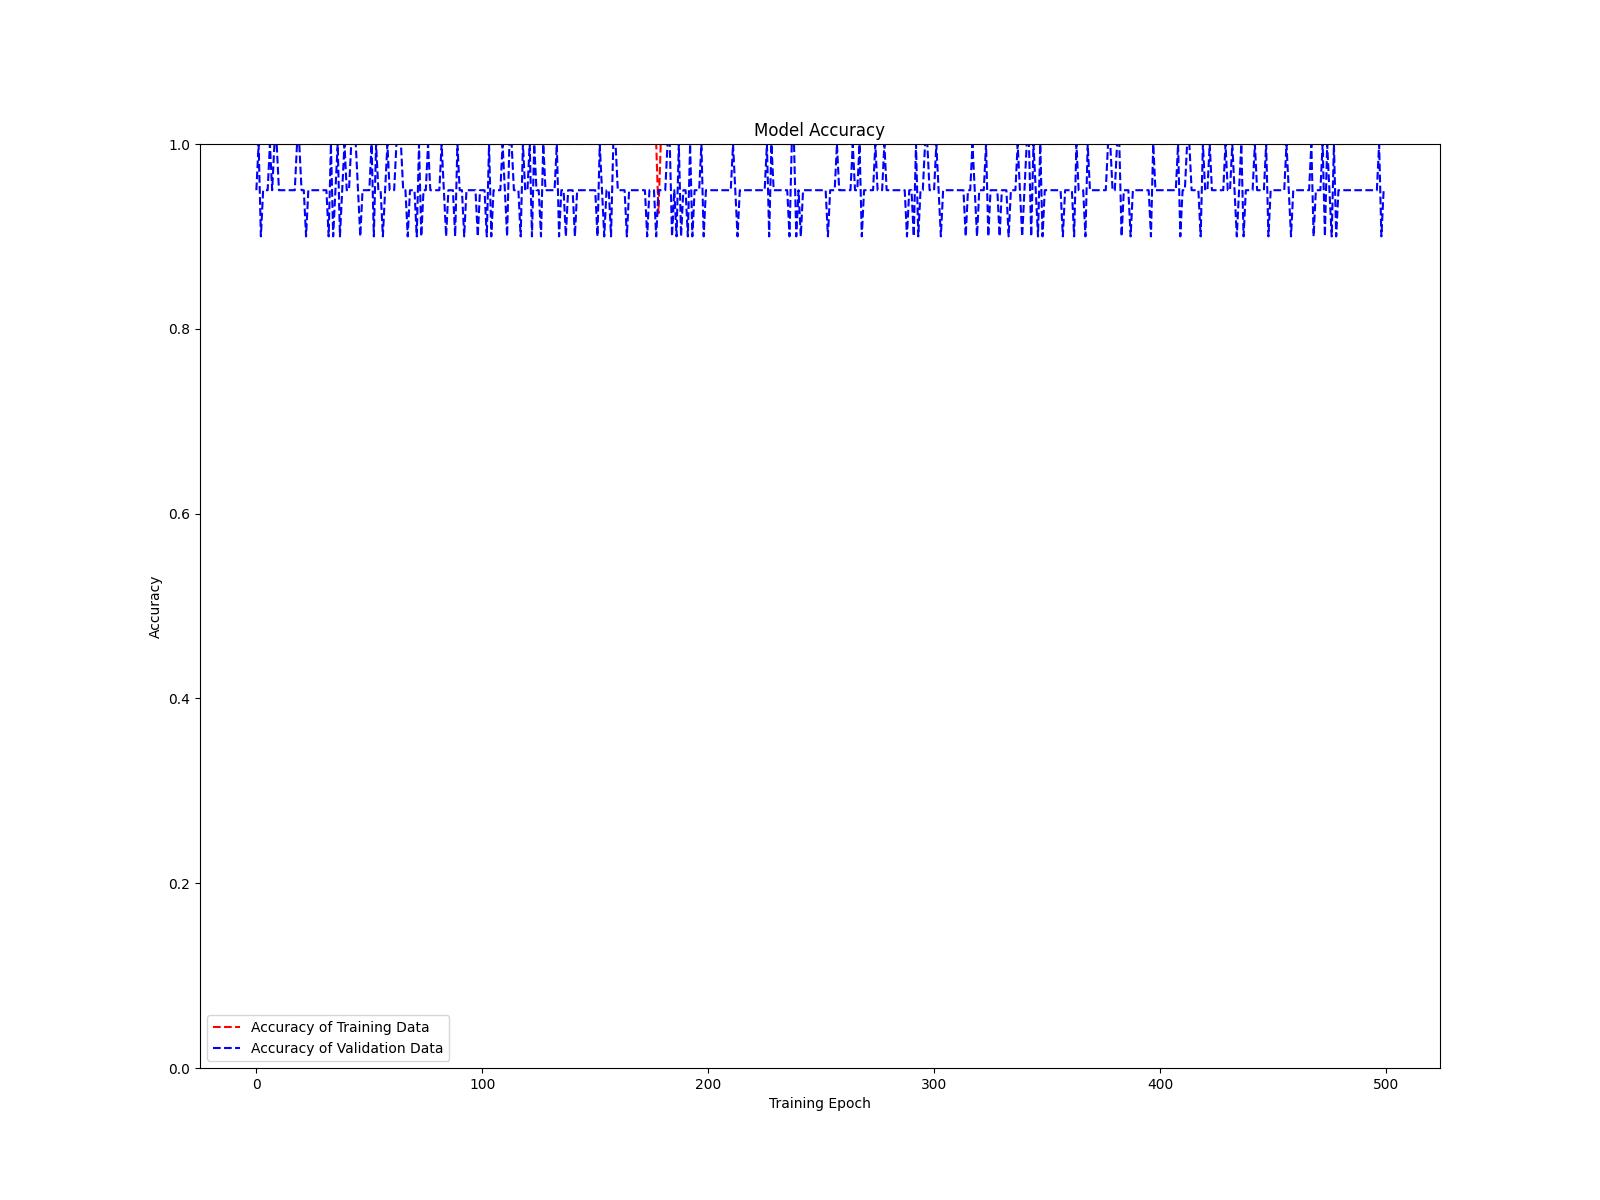 Model Accuracy
1.0
0.8
0.6
0.4
0.2
0.0
Accuracy
Accuracy of Training Data
Accuracy of Validation Data
0 100 200 300 400 500
Training Epoch